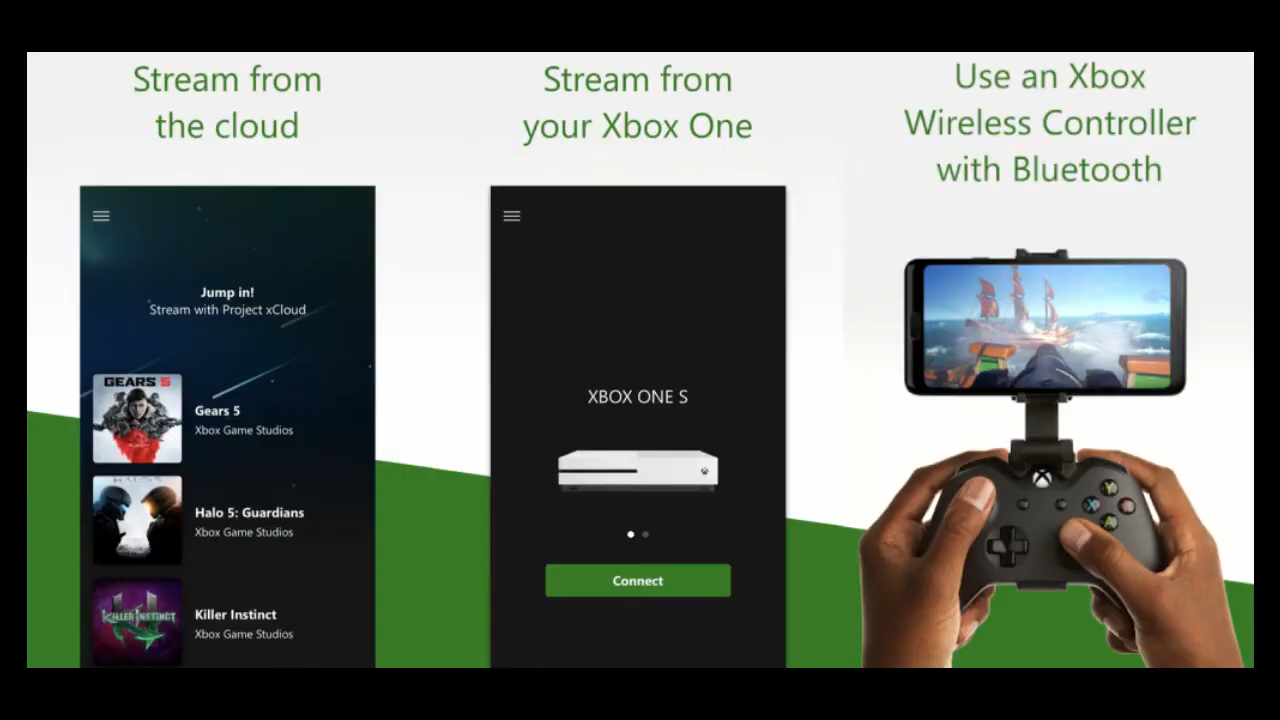 Stream from
the cloud
Jump in!
Stream with Project xCloud
GEARS 5
Gears 5
Xbox Game Studios
Halo 5: Guardians
Xbox Game Studios
KILLER INSTINCT
Killer Instinct
Xbox Game Studios
Stream from
your Xbox One
XBOX ONE S
Connect
Use an Xbox
Wireless Controller
with Bluetooth
Y
X
B
A